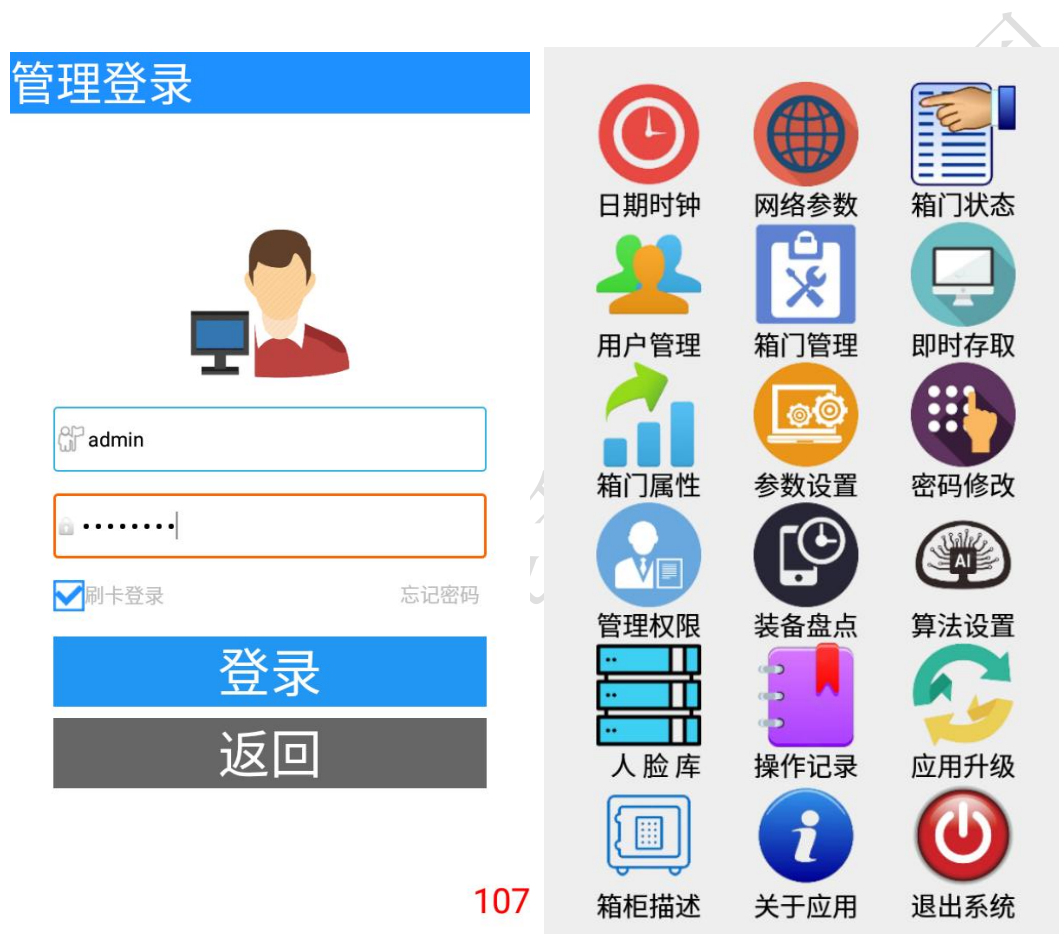 管理登录
admin
••••••••
刷卡登录 忘记密码
登录
返回
107
日期时钟 网络参数 箱门状态
用户管理 箱门管理 即时存取
箱门属性 参数设置 密码修改
AI
管理权限 装备盘点 算法设置
人脸库 操作记录 应用升级
i
箱柜描述 关于应用 退出系统